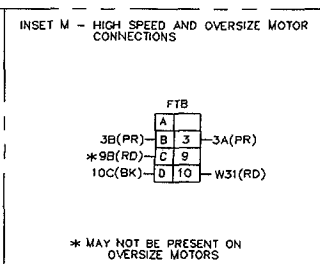 INSET M – HIGH SPEED AND OVERSIZE MOTOR
CONNECTIONS
FTB
A
3B(PR) B 3 3A(PR)
*9B(RD) C 9
10C(BK) D 10 W31(RD)
* MAY NOT BE PRESENT ON
OVERSIZE MOTORS